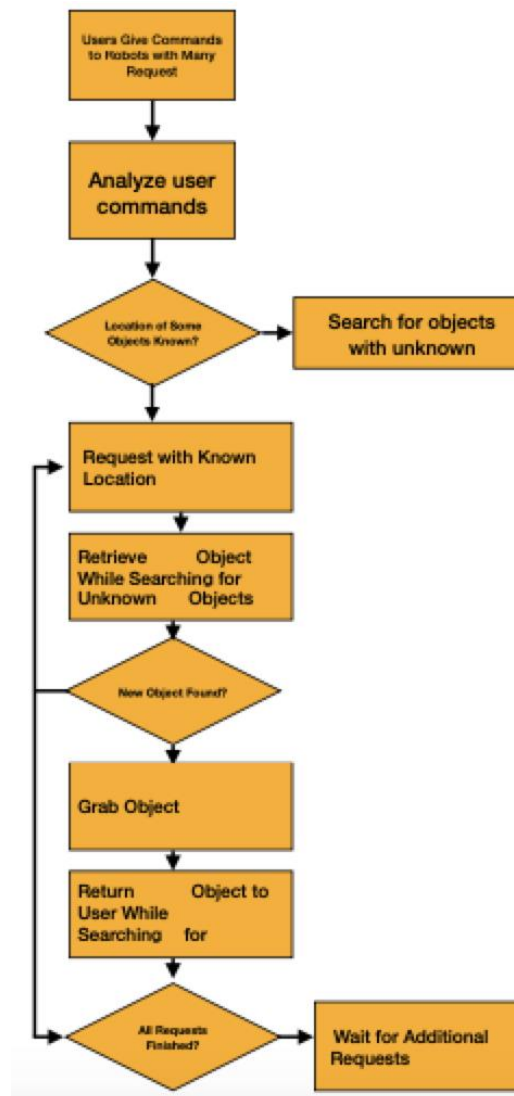 Users Give Commands
to Robots with Many
Request
Analyze user
commands
Location of Some
Objects Known?
Search for objects
with unknown
Request with Known
Location
Retrieve Object
While Searching for
Unknown Objects
New Object Found?
Grab Object
Return Object to
User While
Searching for
All Requests
Finished?
Wait for Additional
Requests